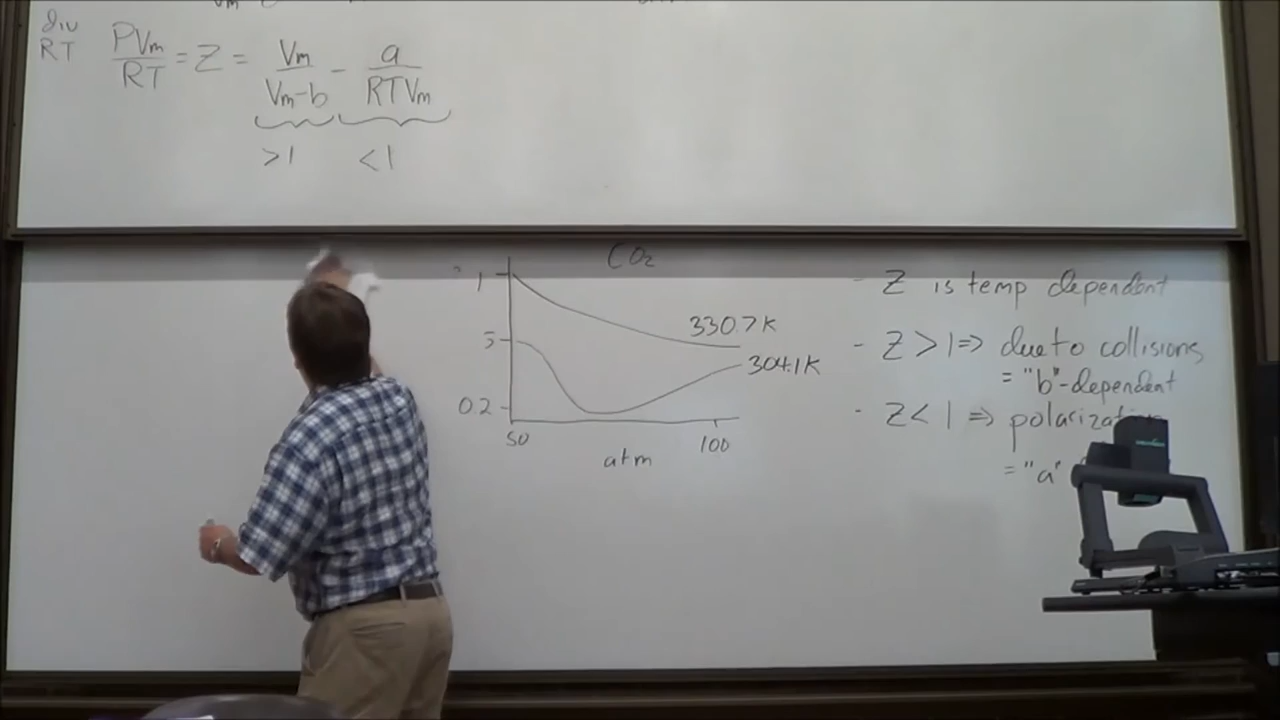 div
RT
PVm/RT = Z = Vm/Vm-b - a/RTVm
>1 <1
CO2
1
5
0.2
50
100
atm
330.7K
304.1K
- Z is temp dependent
- Z > 1 => due to collisions
= "b"-dependent
- Z < 1 =>
= "a"